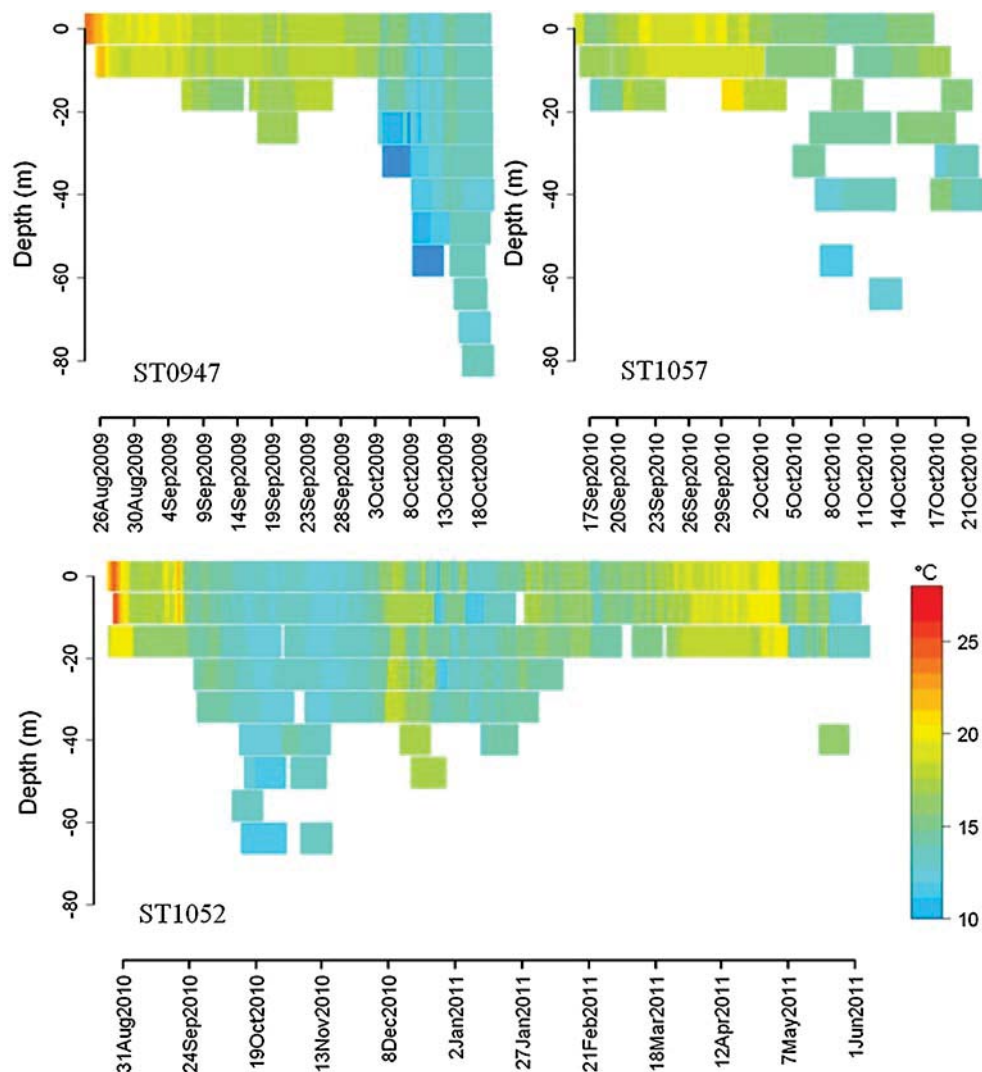 0
-20
-40
-60
-80
Depth (m)
ST0947
26Aug2009
30Aug2009
4Sep2009
9Sep2009
14Sep2009
19Sep2009
23Sep2009
28Sep2009
3Oct2009
8Oct2009
13Oct2009
18Oct2009
0
-20
-40
-60
-80
Depth (m)
ST1057
17Sep2010
20Sep2010
23Sep2010
26Sep2010
29Sep2010
2Oct2010
5Oct2010
8Oct2010
11Oct2010
14Oct2010
17Oct2010
21Oct2010
0
-20
-40
-60
-80
Depth (m)
ST1052
31Aug2010
24Sep2010
19Oct2010
13Nov2010
8Dec2010
2Jan2011
27Jan2011
21Feb2011
18Mar2011
12Apr2011
7May2011
1Jun2011
°C
25
20
15
10